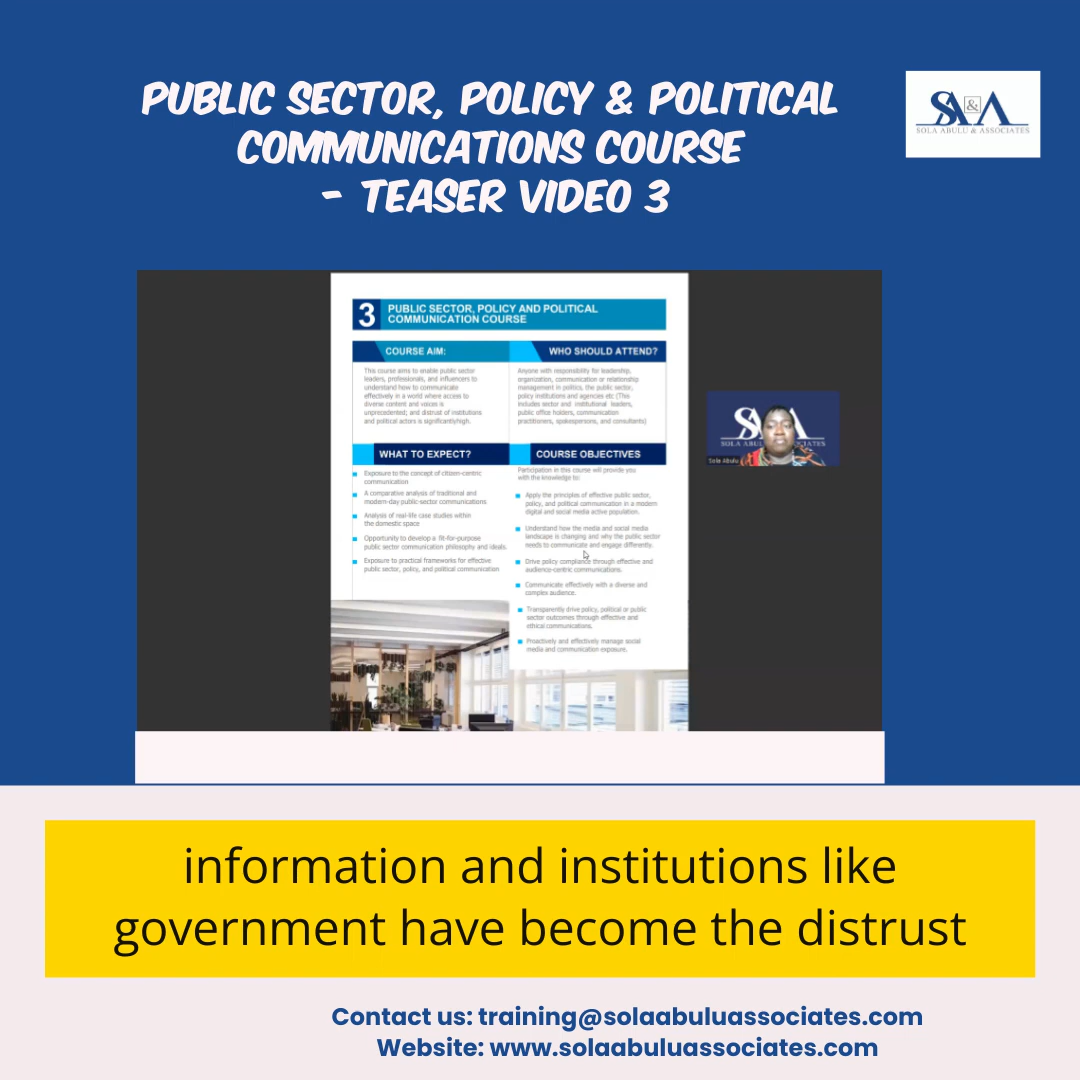 PUBLIC SECTOR, POLICY & POLITICAL
COMMUNICATIONS COURSE
- TEASER VIDEO 3
SA&A
SOLA ABULU & ASSOCIATES
3
PUBLIC SECTOR, POLICY AND POLITICAL
COMMUNICATION COURSE
COURSE AIM:
This course aims to enable public sector
leaders, professionals, and influencers to
understand how to communicate
effectively in a world where access to
diverse content and voices is
unprecedented; and distrust of institutions
and political actors is significantlyhigh.
WHO SHOULD ATTEND?
Anyone with responsibility for leadership,
organization, communication or relationship
management in politics, the public sector,
policy institutions and agencies etc (This
includes sector and institutional leaders,
public office holders, communication
practitioners, spokespersons, and consultants)
WHAT TO EXPECT?
Exposure to the concept of citizen-centric
communication
A comparative analysis of traditional and
modern-day public-sector communications
Analysis of real-life case studies within
the domestic space
Opportunity to develop a fit-for-purpose
public sector communication philosophy and ideals.
Exposure to practical frameworks for effective
public sector, policy, and political communication
COURSE OBJECTIVES
Participation in this course will provide you
with the knowledge to:
Apply the principles of effective public sector,
policy, and political communication in a modern
digital and social media active population.
Understand how the media and social media
landscape is changing and why the public sector
needs to communicate and engage differently.
Drive policy compliance through effective and
audience-centric communications.
Communicate effectively with a diverse and
complex audience.
Transparently drive policy, political or public
sector outcomes through effective and
ethical communications.
Proactively and effectively manage social
media and communication exposure.
Sola Abulu
information and institutions like
government have become the distrust
Contact us: training@solaabuluassociates.com
Website: www.solaabuluassociates.com